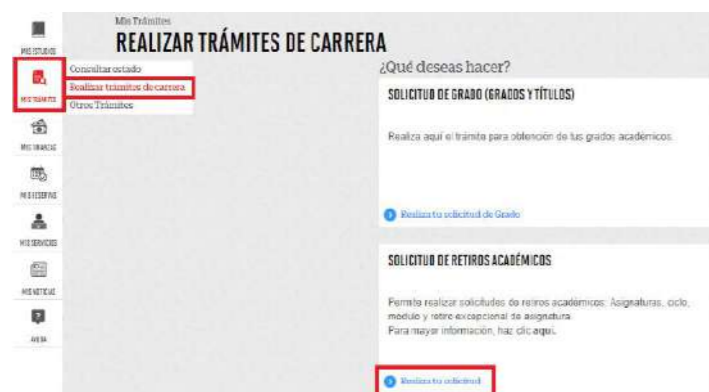 Mis Trámites
REALIZAR TRÁMITES DE CARRERA
MIS ESTUDIOS
MIS TRÁMITES
MIS FINANZAS
MIS RESERVAS
MIS SERVICIOS
MIS NOTICIAS
AYUDA
Consultar estado
Realizar trámites de carrera
Otros Trámites
¿Qué deseas hacer?
SOLICITUD DE GRADO (GRADOS Y TÍTULOS)
Realiza aquí el trámite para obtención de tus grados académicos.
Realiza tu solicitud de Grado
SOLICITUD DE RETIROS ACADÉMICOS
Permite realizar solicitudes de retiros académicos: Asignaturas, ciclo,
módulo y retiro excepcional de asignatura.
Para mayor información, haz clic aquí.
Realiza tu solicitud